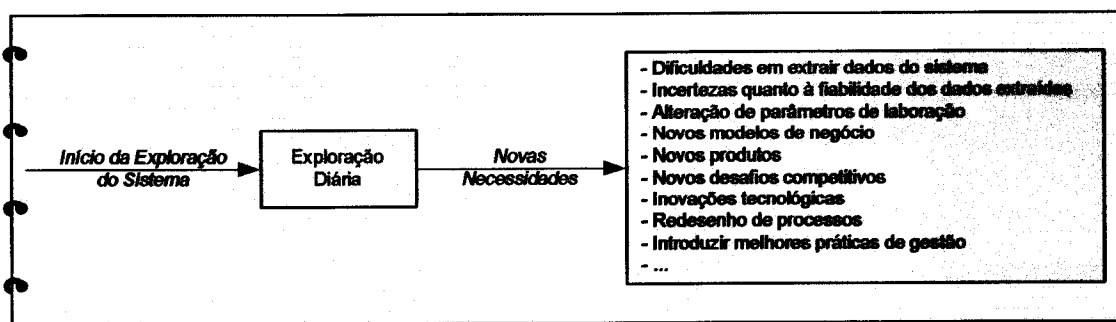 Início da Exploração
do Sistema
Exploração
Diária
Novas
Necessidades
- Dificuldades em extrair dados do sistema
- Incertezas quanto à fiabilidade dos dados extraídos
- Alteração de parâmetros de laboração
- Novos modelos de negócio
- Novos produtos
- Novos desafios competitivos
- Inovações tecnológicas
- Redesenho de processos
- Introduzir melhores práticas de gestão
- ...